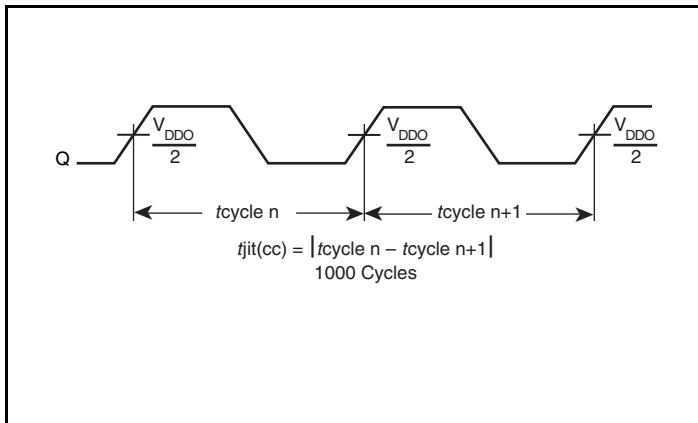 V_DDO
2
V_DDO
2
V_DDO
2
Q
tcycle n
tcycle n+1
tjit(cc) = |tcycle n – tcycle n+1|
1000 Cycles